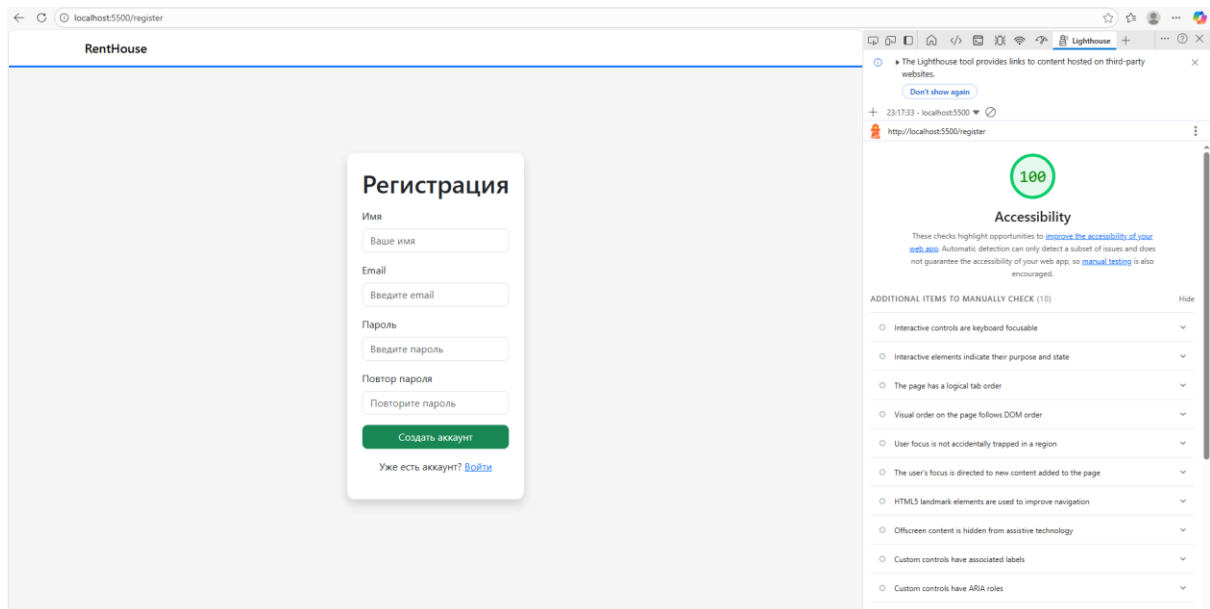 localhost:5500/register
RentHouse
Регистрация
Имя
Ваше имя
Email
Введите email
Пароль
Введите пароль
Повтор пароля
Повторите пароль
Создать аккаунт
Уже есть аккаунт? Войти
Lighthouse
The Lighthouse tool provides links to content hosted on third-party
websites.
Don't show again
23:17:33 - localhost:5500
http://localhost:5500/register
100
Accessibility
These checks highlight opportunities to improve the accessibility of your
web app. Automatic detection can only detect a subset of issues and does
not guarantee the accessibility of your web app, so manual testing is also
encouraged.
ADDITIONAL ITEMS TO MANUALLY CHECK (10)
Hide
Interactive controls are keyboard focusable
Interactive elements indicate their purpose and state
The page has a logical tab order
Visual order on the page follows DOM order
User focus is not accidentally trapped in a region
The user's focus is directed to new content added to the page
HTML5 landmark elements are used to improve navigation
Offscreen content is hidden from assistive technology
Custom controls have associated labels
Custom controls have ARIA roles